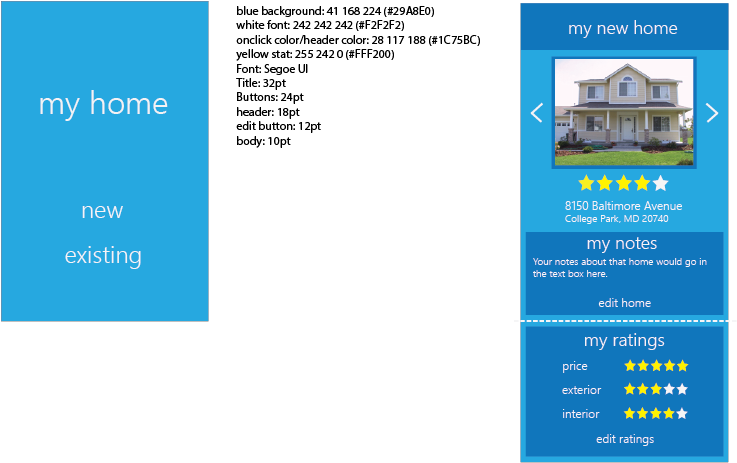 my home
new
existing
blue background: 41 168 224 (#29A8E0)
white font: 242 242 242 (#F2F2F2)
onclick color/header color: 28 117 188 (#1C75BC)
yellow stat: 255 242 0 (#FFF200)
Font: Segoe UI
Title: 32pt
Buttons: 24pt
header: 18pt
edit button: 12pt
body: 10pt
my new home
8150 Baltimore Avenue
College Park, MD 20740
my notes
Your notes about that home would go in
the text box here.
edit home
my ratings
price
exterior
interior
edit ratings